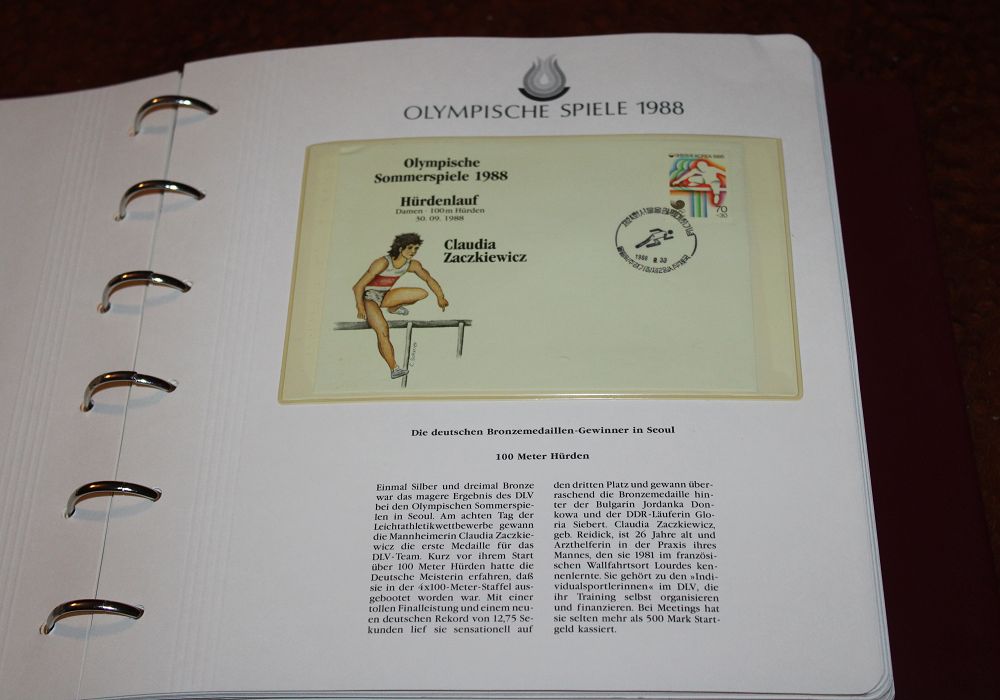 OLYMPISCHE SPIELE 1988
Olympische
Sommerspiele 1988
Hürdenlauf
Damen · 100m Hürden
30. 09. 1988
Claudia
Zaczkiewicz
70
+30
Die deutschen Bronzemedaillen-Gewinner in Seoul
100 Meter Hürden
Einmal Silber und dreimal Bronze
war das magere Ergebnis des DLV
bei den Olympischen Sommerspie-
len in Seoul. Am achten Tag der
Leichtathletikwettbewerbe gewann
die Mannheimerin Claudia Zaczkie-
wicz die erste Medaille für das
DLV-Team. Kurz vor ihrem Start
über 100 Meter Hürden hatte die
Deutsche Meisterin erfahren, daß
sie in der 4x100-Meter-Staffel aus-
gebootet worden war. Mit einer
tollen Finalleistung und einem neu-
en deutschen Rekord von 12,75 Se-
kunden lief sie sensationell auf
den dritten Platz und gewann über-
raschend die Bronzemedaille hin-
ter der Bulgarin Jordanka Don-
kowa und der DDR-Läuferin Glo-
ria Siebert. Claudia Zaczkiewicz,
geb. Reidick, ist 26 Jahre alt und
Arzthelferin in der Praxis ihres
Mannes, den sie 1981 im französi-
schen Wallfahrtsort Lourdes ken-
nenlernte. Sie gehört zu den »Indi-
vidualsportlerinnen« im DLV, die
ihr Training selbst organisieren
und finanzieren. Bei Meetings hat
sie selten mehr als 500 Mark Start-
geld kassiert.